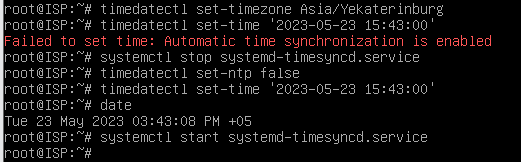 root@ISP:~# timedatectl set-timezone Asia/Yekaterinburg
root@ISP:~# timedatectl set-time '2023-05-23 15:43:00'
Failed to set time: Automatic time synchronization is enabled
root@ISP:~# systemctl stop systemd-timesyncd.service
root@ISP:~# timedatectl set-ntp false
root@ISP:~# timedatectl set-time '2023-05-23 15:43:00'
root@ISP:~# date
Tue 23 May 2023 03:43:08 PM +05
root@ISP:~# systemctl start systemd-timesyncd.service
root@ISP:~#